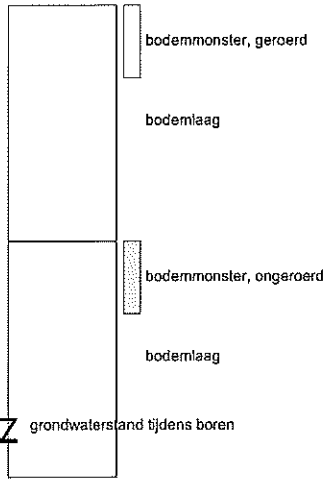 bodemmonster, geroerd
bodemlaag
bodemmonster, ongeroerd
bodemlaag
grondwaterstand tijdens boren